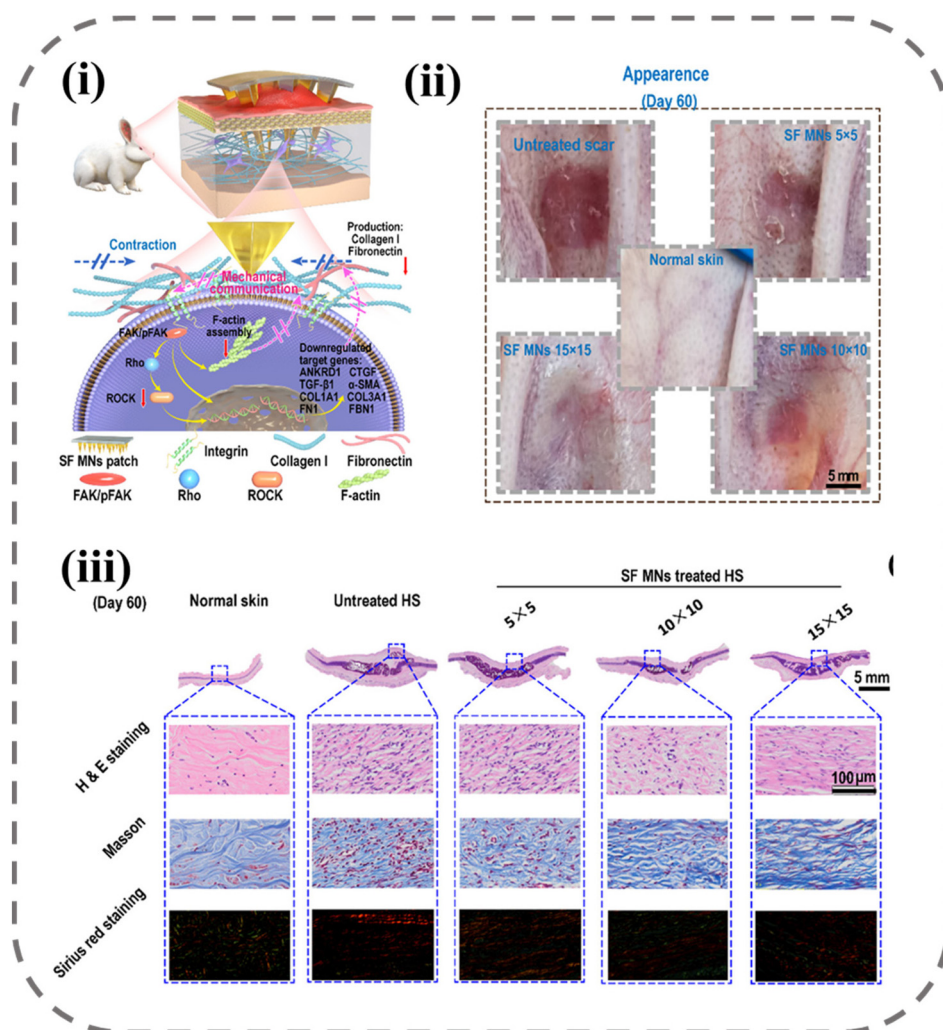 (i)
Contraction
Production:
Collagen I
Fibronectin
Mechanical
communication
FAK/pFAK
F-actin
assembly
Rho
ROCK
Downregulated
target genes:
ANKRD1 CTGF
TGF-β1 α-SMA
COL1A1 COL3A1
FN1 FBN1
SF MNs patch
Integrin
Collagen I
Fibronectin
FAK/pFAK
Rho
ROCK
F-actin
(ii)
Appearence
(Day 60)
Untreated scar
SF MNs 5×5
Normal skin
SF MNs 15×15
SF MNs 10×10
5 mm
(iii)
(Day 60)
Normal skin
Untreated HS
SF MNs treated HS
5×5
10×10
15×15
5 mm
H & E staining
100 μm
Masson
Sirius red staining